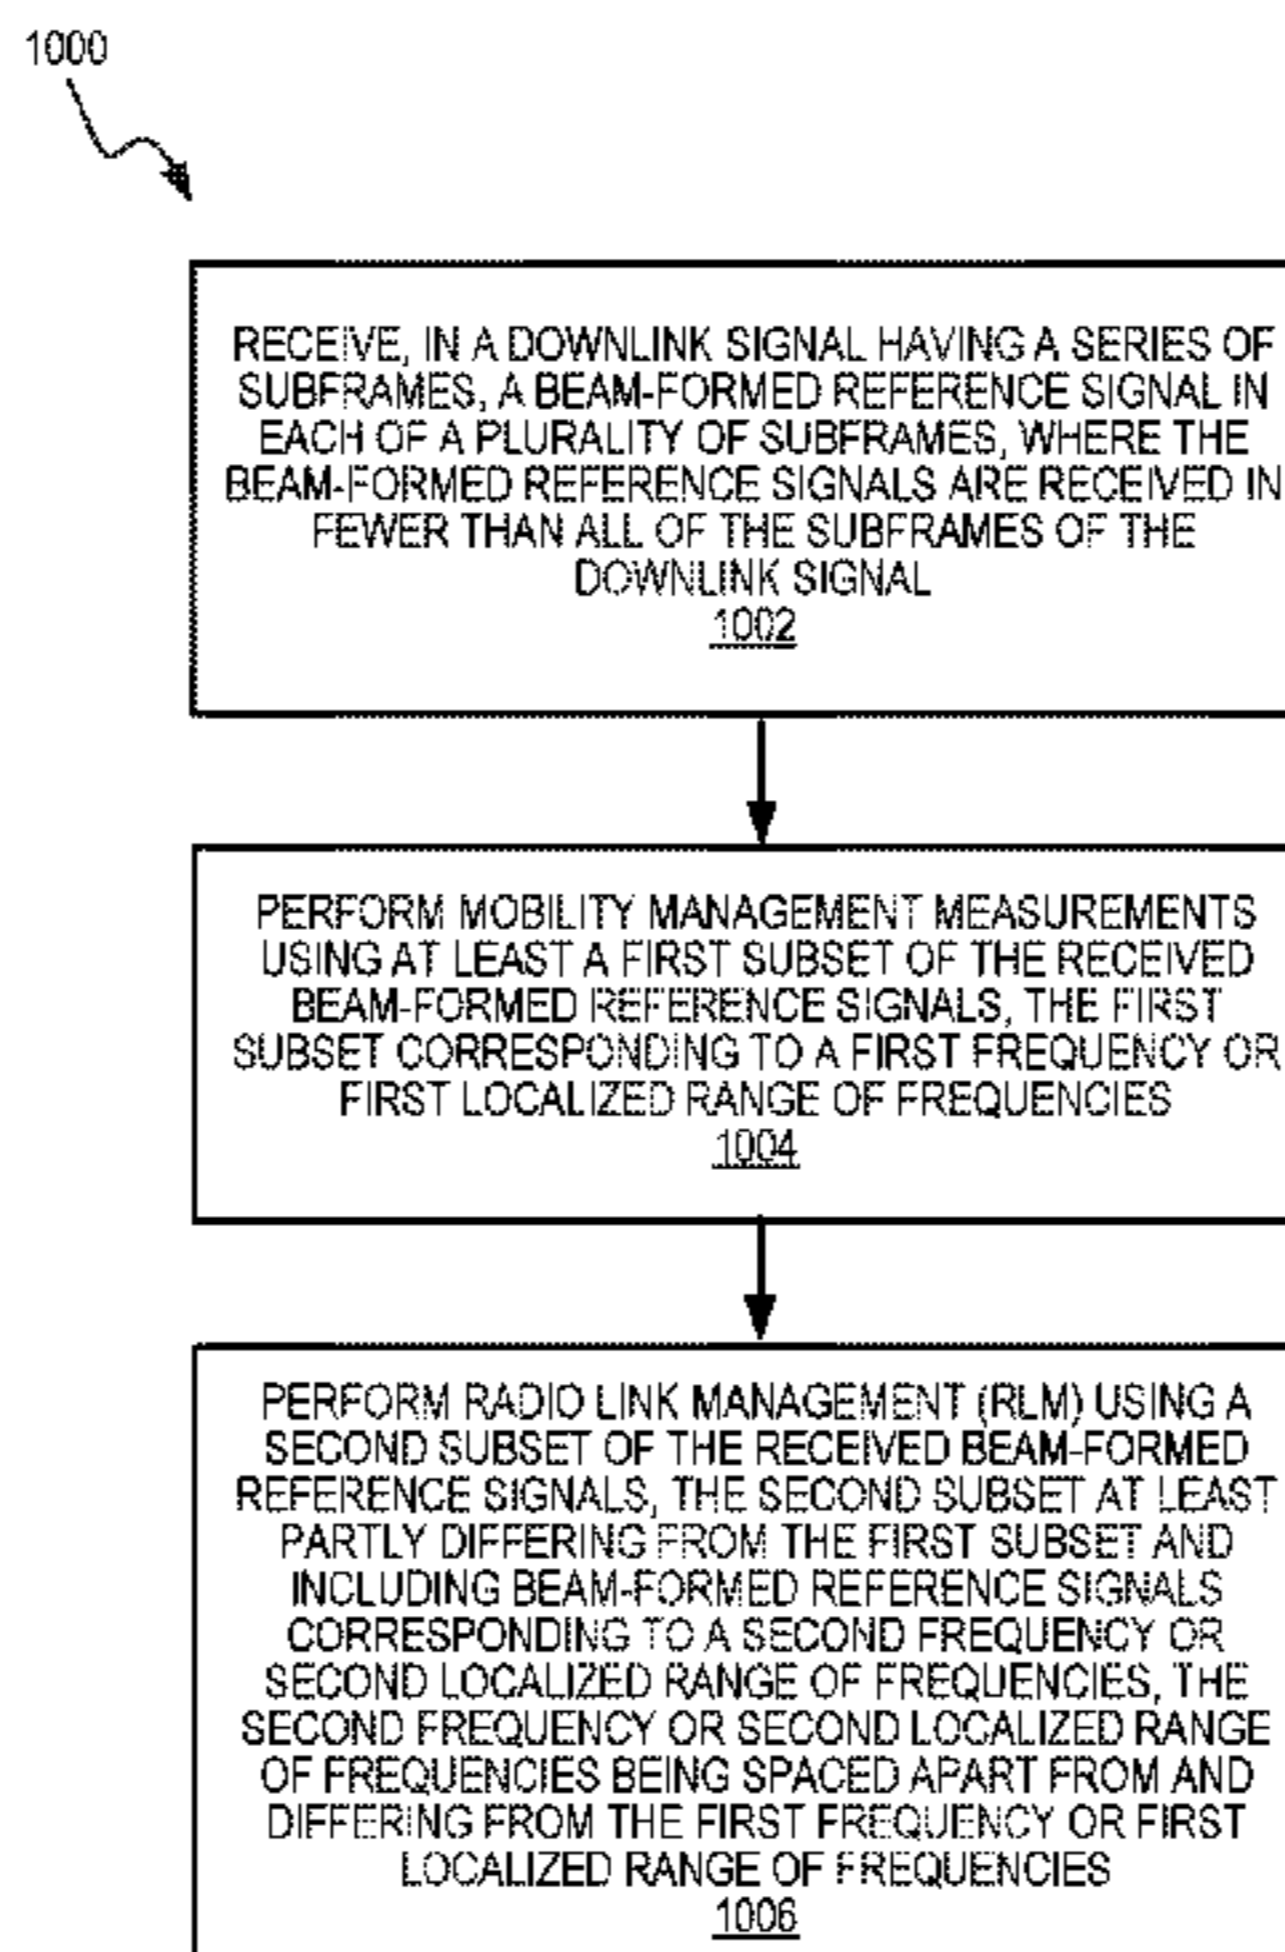 1000
RECEIVE, IN A DOWNLINK SIGNAL HAVING A SERIES OF
SUBFRAMES, A BEAM-FORMED REFERENCE SIGNAL IN
EACH OF A PLURALITY OF SUBFRAMES, WHERE THE
BEAM-FORMED REFERENCE SIGNALS ARE RECEIVED IN
FEWER THAN ALL OF THE SUBFRAMES OF THE
DOWNLINK SIGNAL
1002
PERFORM MOBILITY MANAGEMENT MEASUREMENTS
USING AT LEAST A FIRST SUBSET OF THE RECEIVED
BEAM-FORMED REFERENCE SIGNALS, THE FIRST
SUBSET CORRESPONDING TO A FIRST FREQUENCY OR
FIRST LOCALIZED RANGE OF FREQUENCIES
1004
PERFORM RADIO LINK MANAGEMENT (RLM) USING A
SECOND SUBSET OF THE RECEIVED BEAM-FORMED
REFERENCE SIGNALS, THE SECOND SUBSET AT LEAST
PARTLY DIFFERING FROM THE FIRST SUBSET AND
INCLUDING BEAM-FORMED REFERENCE SIGNALS
CORRESPONDING TO A SECOND FREQUENCY OR
SECOND LOCALIZED RANGE OF FREQUENCIES, THE
SECOND FREQUENCY OR SECOND LOCALIZED RANGE
OF FREQUENCIES BEING SPACED APART FROM AND
DIFFERING FROM THE FIRST FREQUENCY OR FIRST
LOCALIZED RANGE OF FREQUENCIES
1006